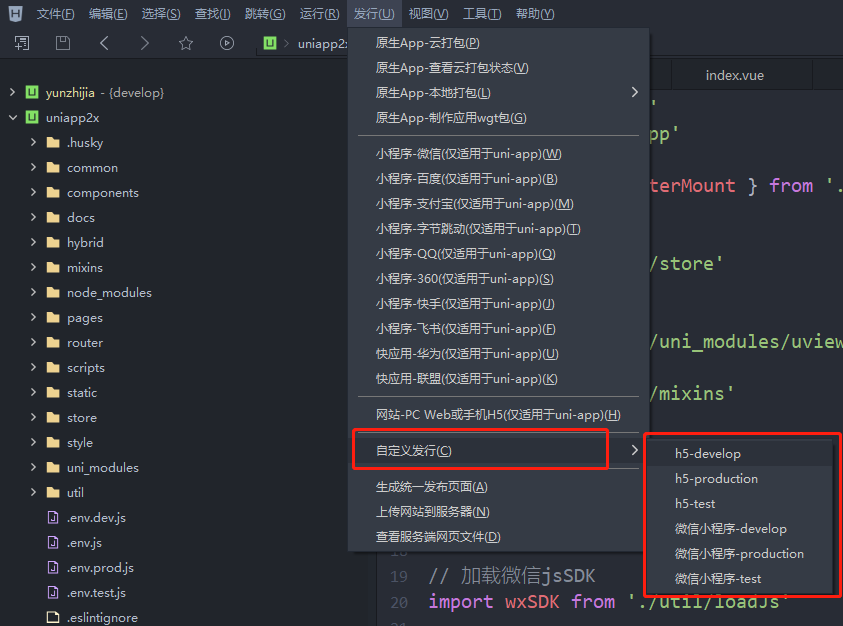 文件(F) 编辑(E) 选择(S) 查找(I) 跳转(G) 运行(R) 发行(U) 视图(V) 工具(T) 帮助(Y)
U uniapp2x
index.vue
yunzhijia - {develop}
uniapp2x
.husky
common
components
docs
hybrid
mixins
node_modules
pages
router
scripts
static
store
style
uni_modules
util
.env.dev.js
.env.js
.env.prod.js
.env.test.js
.eslintignore
原生App-云打包(P)
原生App-查看云打包状态(V)
原生App-本地打包(L)
原生App-制作应用wgt包(G)
小程序-微信(仅适用于uni-app)(W)
小程序-百度(仅适用于uni-app)(B)
小程序-支付宝(仅适用于uni-app)(M)
小程序-字节跳动(仅适用于uni-app)(T)
小程序-QQ(仅适用于uni-app)(Q)
小程序-360(仅适用于uni-app)(S)
小程序-快手(仅适用于uni-app)(J)
小程序-飞书(仅适用于uni-app)(F)
快应用-华为(仅适用于uni-app)(U)
快应用-联盟(仅适用于uni-app)(K)
网站-PC Web或手机H5(仅适用于uni-app)(H)
自定义发行(C)
生成统一发布页面(A)
上传网站到服务器(N)
查看服务端网页文件(D)
h5-develop
h5-production
h5-test
微信小程序-develop
微信小程序-production
微信小程序-test
'
pp'
terMount } from '.
/store'
/uni_modules/uview
/mixins'
19 // 加载微信jsSDK
20 import wxSDK from './util/loadJs'